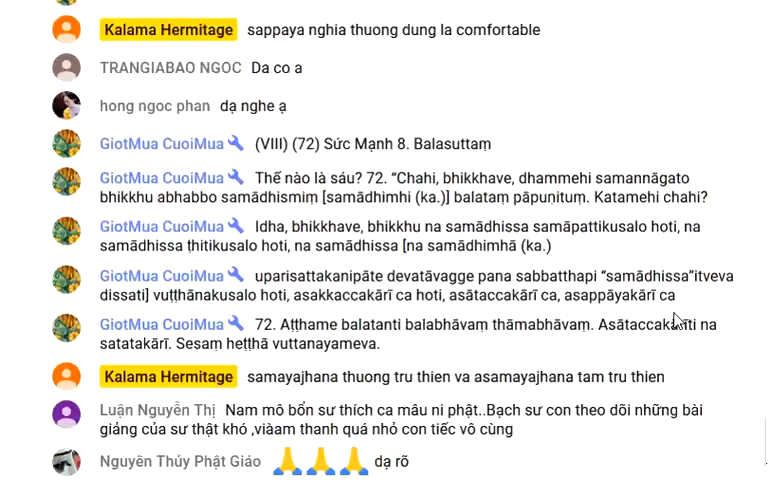 Kalama Hermitage sappaya nghia thuong dung la comfortable
TRANGIABAO NGOC Da co a
hong ngoc phan dạ nghe ạ
GiotMua CuoiMua (VIII) (72) Sức Mạnh 8. Balasuttaṃ
GiotMua CuoiMua Thế nào là sáu? 72. “Chahi, bhikkhave, dhammehi samannāgato
bhikkhu abhabbo samādhismiṃ [samādhimhi (ka.)] balataṃ pāpuṇituṃ. Katamehi chahi?
GiotMua CuoiMua Idha, bhikkhave, bhikkhu na samādhissa samāpattikusalo hoti, na
samādhissa ṭhitikusalo hoti, na samādhissa [na samādhimhā (ka.)
GiotMua CuoiMua uparisattakanipāte devatāvagge pana sabbatthapi “samādhissa”itveva
dissati] vuṭṭhānakusalo hoti, asakkaccakārī ca hoti, asātaccakārī ca, asappāyakārī ca
GiotMua CuoiMua 72. Aṭṭhame balatanti balabhāvaṃ thāmabhāvaṃ. na
satatakārī. Sesaṃ heṭṭhā vuttanayameva.
Kalama Hermitage samayajhana thuong tru thien va asamayajhana tam tru thien
Luận Nguyễn Thị Nam mô bổn sư thích ca mâu ni phật..Bạch sư con theo dõi những bài
giảng của sư thật khó ,vìàam thanh quá nhỏ con tiếc vô cùng
Nguyên Thúy Phật Giáo 🙏🙏🙏 dạ rõ